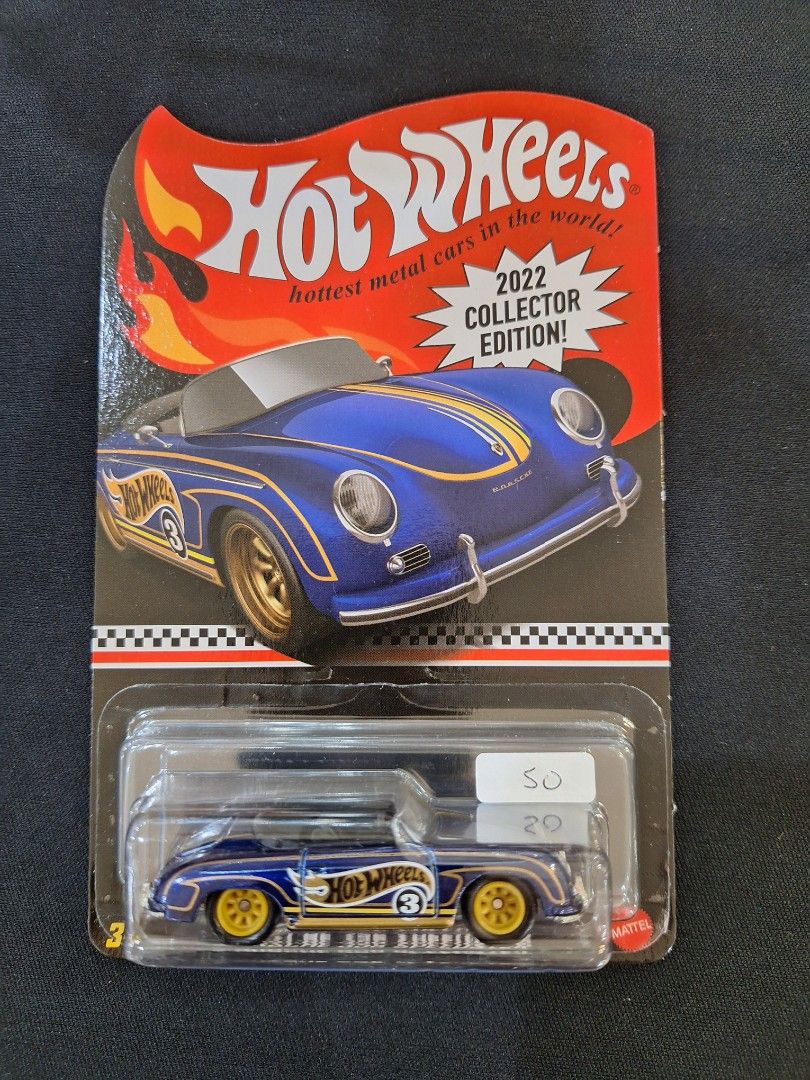 Hot Wheels®
hottest metal cars in the world!
2022
COLLECTOR
EDITION!
PORSCHE
Hot Wheels
3
50
Hot Wheels
3
3
MATTEL